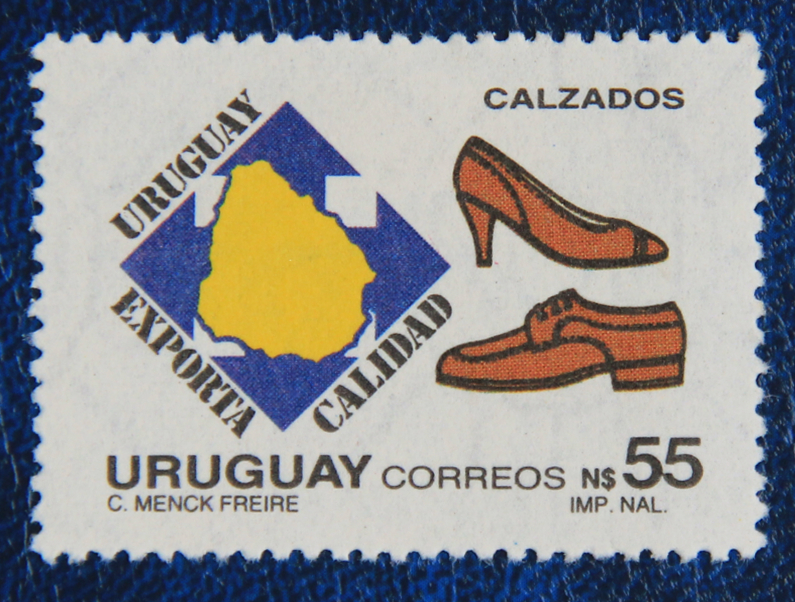 URUGUAY
EXPORTA
CALIDAD
CALZADOS
URUGUAY CORREOS N$ 55
C. MENCK FREIRE IMP. NAL.